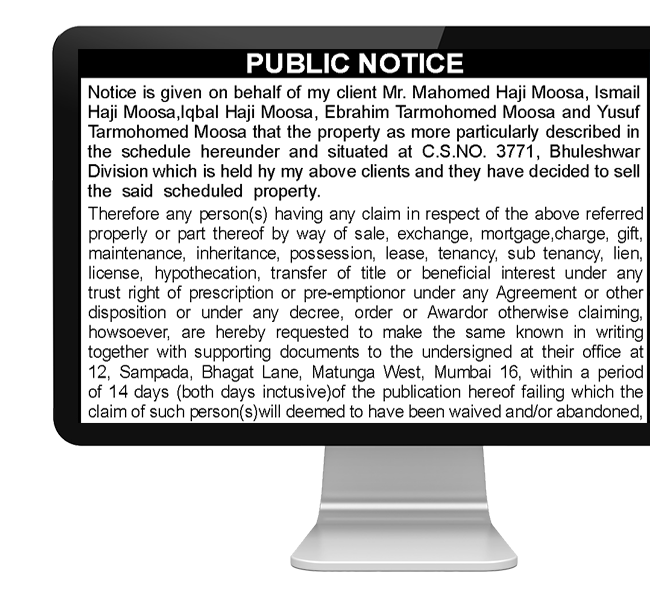 PUBLIC NOTICE
Notice is given on behalf of my client Mr. Mahomed Haji Moosa, Ismail
Haji Moosa,Iqbal Haji Moosa, Ebrahim Tarmohomed Moosa and Yusuf
Tarmohomed Moosa that the property as more particularly described in
the schedule hereunder and situated at C.S.NO. 3771, Bhuleshwar
Division which is held hy my above clients and they have decided to sell
the said scheduled property.
Therefore any person(s) having any claim in respect of the above referred
properly or part thereof by way of sale, exchange, mortgage,charge, gift,
maintenance, inheritance, possession, lease, tenancy, sub tenancy, lien,
license, hypothecation, transfer of title or beneficial interest under any
trust right of prescription or pre-emptionor under any Agreement or other
disposition or under any decree, order or Awardor otherwise claiming,
howsoever, are hereby requested to make the same known in writing
together with supporting documents to the undersigned at their office at
12, Sampada, Bhagat Lane, Matunga West, Mumbai 16, within a period
of 14 days (both days inctusive)of the publication hereof failing which the
claim of such person(s)will deemed to have been waived and/or abandoned,